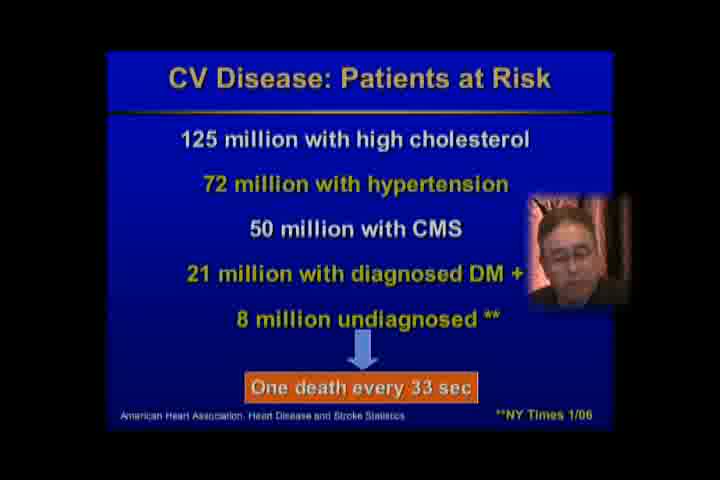 CV Disease: Patients at Risk
125 million with high cholesterol
72 million with hypertension
50 million with CMS
21 million with diagnosed DM +
8 million undiagnosed **
One death every 33 sec
American Heart Association. Heart Disease and Stroke Statistics
**NY Times 1/06